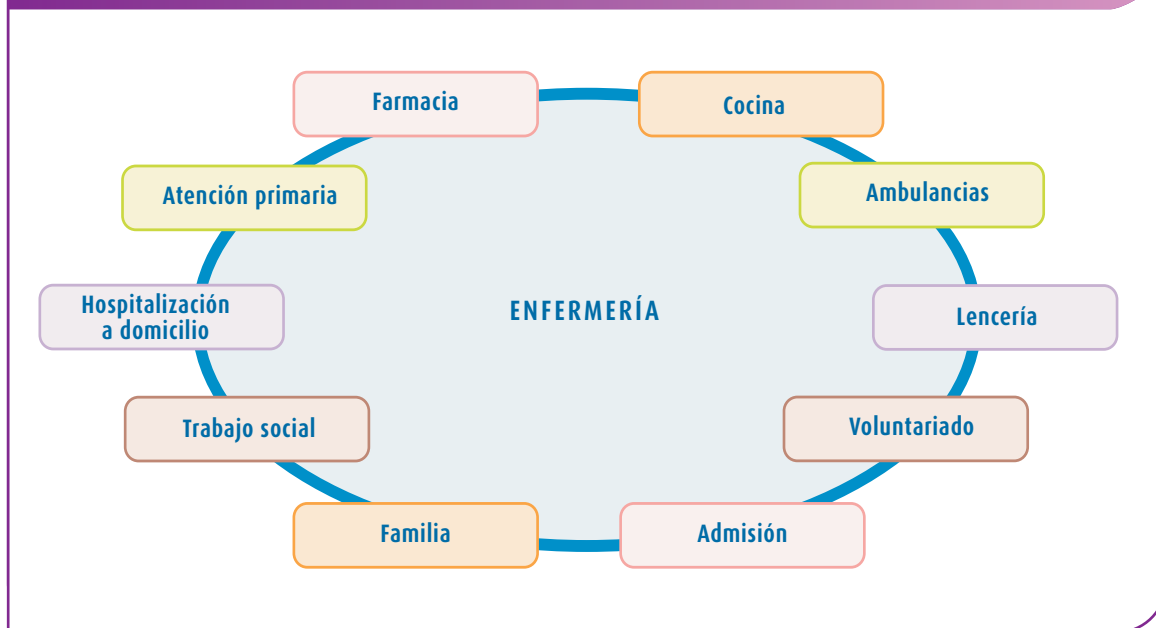 Farmacia
Cocina
Atención primaria
Ambulancias
Hospitalización
a domicilio
ENFERMERÍA
Lencería
Trabajo social
Voluntariado
Familia
Admisión